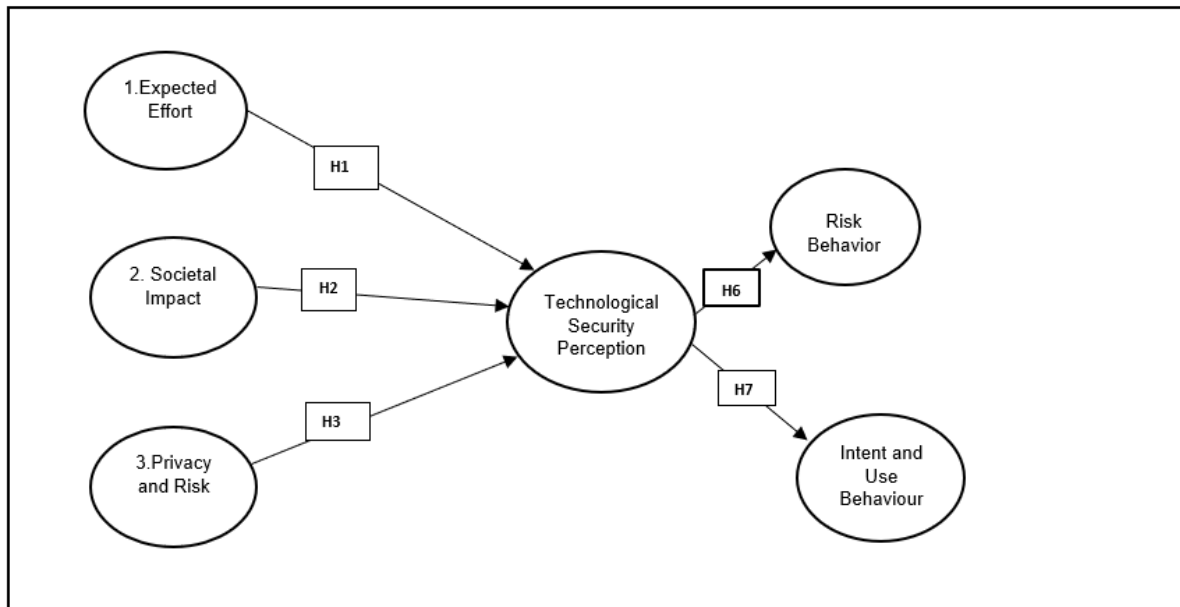 1.Expected
Effort
H1
2. Societal
Impact
H2
3.Privacy
and Risk
H3
Technological
Security
Perception
H6
Risk
Behavior
H7
Intent and
Use
Behaviour